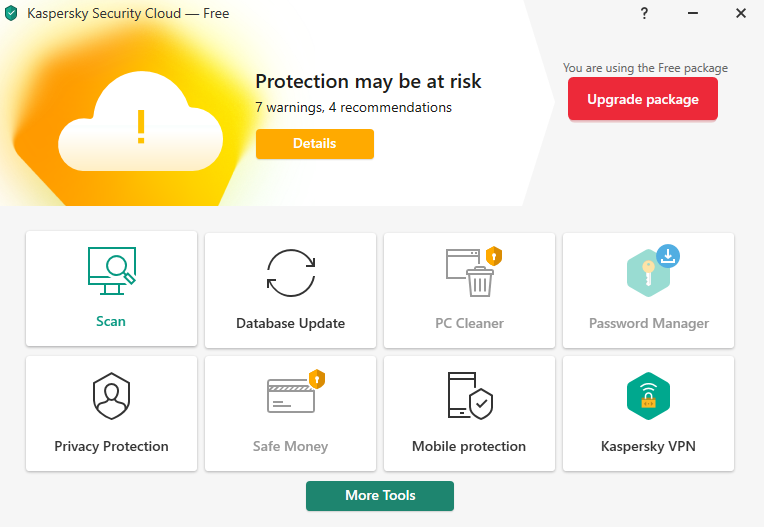 Kaspersky Security Cloud — Free
?
You are using the Free package
Upgrade package
Protection may be at risk
7 warnings, 4 recommendations
Details
!
Scan
Database Update
PC Cleaner
Password Manager
Privacy Protection
Safe Money
Mobile protection
Kaspersky VPN
More Tools